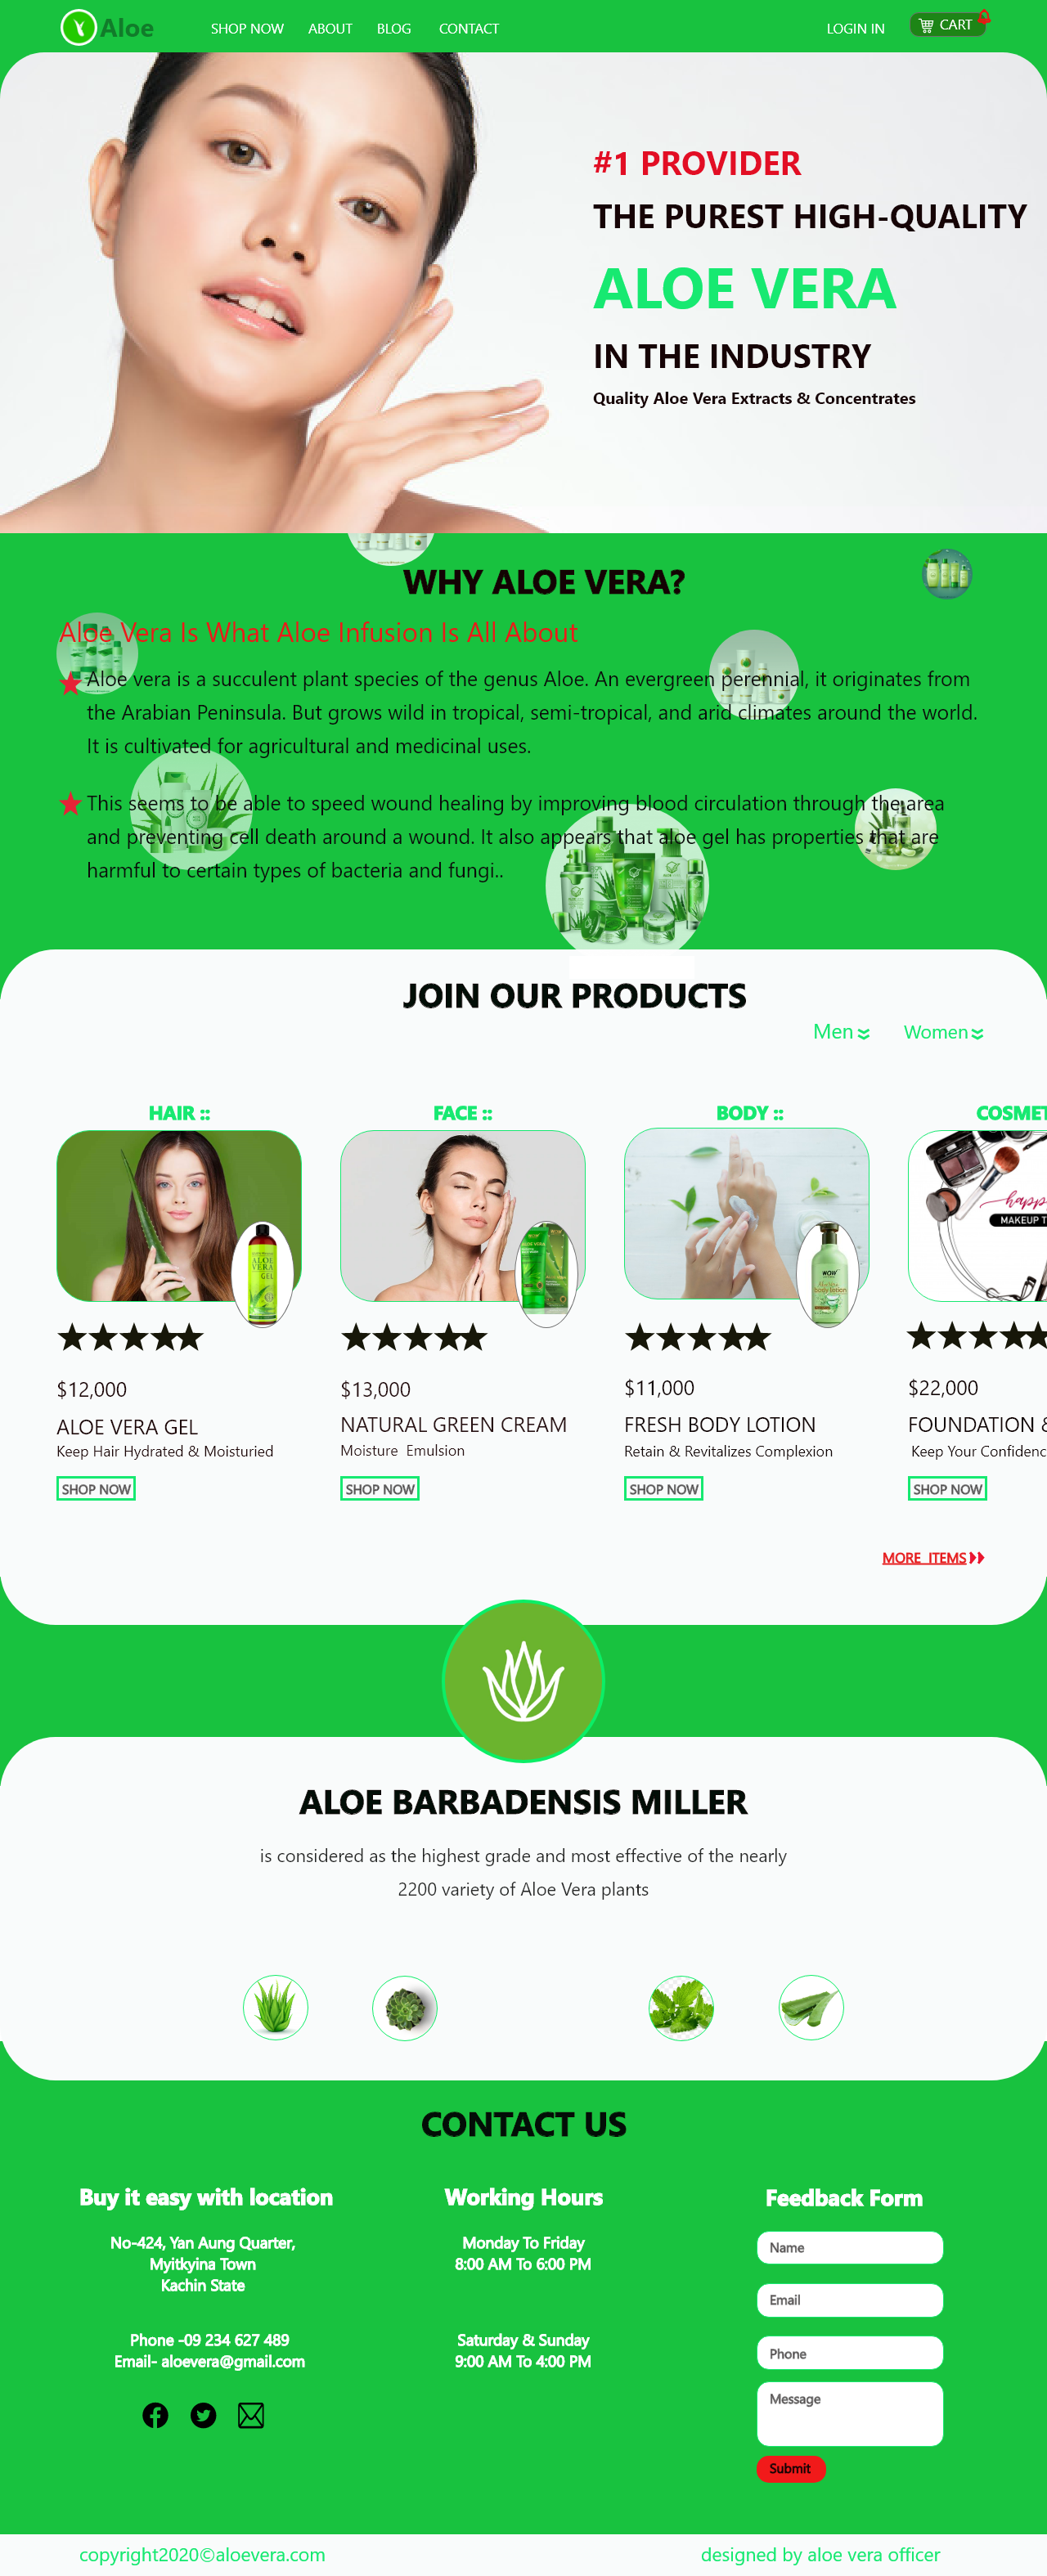 Aloe
SHOP NOW ABOUT BLOG CONTACT LOGIN IN CART
#1 PROVIDER
THE PUREST HIGH-QUALITY
ALOE VERA
IN THE INDUSTRY
Quality Aloe Vera Extracts & Concentrates
WHY ALOE VERA?
Aloe Vera Is What Aloe Infusion Is All About
Aloe vera is a succulent plant species of the genus Aloe. An evergreen perennial, it originates from
the Arabian Peninsula. But grows wild in tropical, semi-tropical, and arid climates around the world.
It is cultivated for agricultural and medicinal uses.
This seems to be able to speed wound healing by improving blood circulation through the area
and preventing cell death around a wound. It also appears that aloe gel has properties that are
harmful to certain types of bacteria and fungi..
JOIN OUR PRODUCTS
Men Women
HAIR :: FACE :: BODY :: COSMET
ALOE VERA GEL
ALOE VERA
WOW
body lotion
happ
MAKEUP T
$12,000 $13,000 $11,000 $22,000
ALOE VERA GEL NATURAL GREEN CREAM FRESH BODY LOTION FOUNDATION &
Keep Hair Hydrated & Moisturied Moisture Emulsion Retain & Revitalizes Complexion Keep Your Confidenc
SHOP NOW SHOP NOW SHOP NOW SHOP NOW
MORE ITEMS
ALOE BARBADENSIS MILLER
is considered as the highest grade and most effective of the nearly
2200 variety of Aloe Vera plants
CONTACT US
Buy it easy with location
No-424, Yan Aung Quarter,
Myitkyina Town
Kachin State
Phone -09 234 627 489
Email- aloevera@gmail.com
Working Hours
Monday To Friday
8:00 AM To 6:00 PM
Saturday & Sunday
9:00 AM To 4:00 PM
Feedback Form
Name
Email
Phone
Message
Submit
copyright2020©aloevera.com designed by aloe vera officer